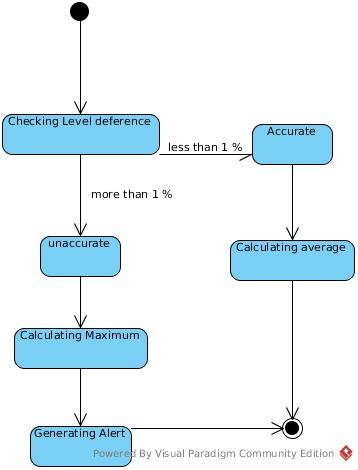 Checking Level deference
Accurate
less than 1 %
more than 1 %
unaccurate
Calculating average
Calculating Maximum
Generating Alert
Powered By Visual Paradigm Community Edition